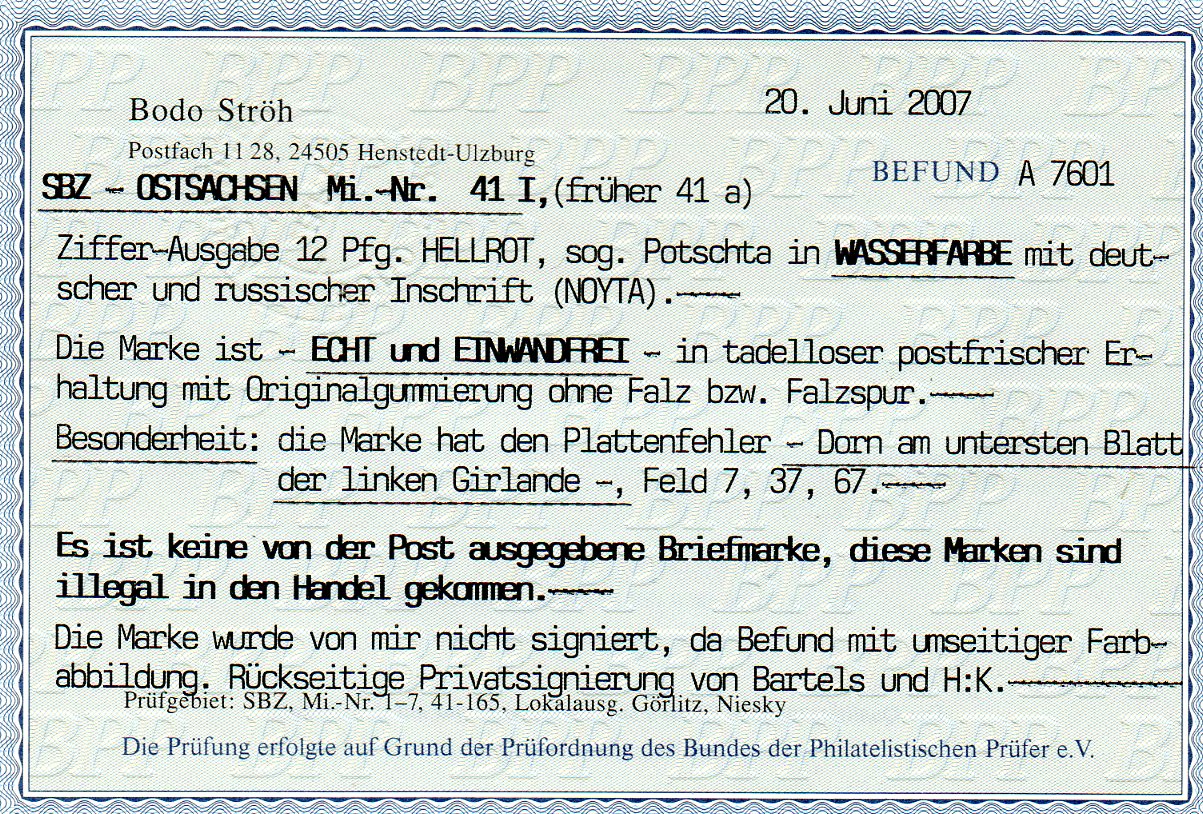 Bodo Ströh
20. Juni 2007
Postfach 11 28, 24505 Henstedt-Ulzburg
BEFUND A 7601
SBZ - OSTSACHSEN Mi.-Nr. 41 I, (früher 41 a)
Ziffer-Ausgabe 12 Pfg. HELLROT, sog. Potschta in WASSERFARBE mit deut-
scher und russischer Inschrift (NOYTA).
Die Marke ist - ECHT und EINWANDFREI - in tadelloser postfrischer Er-
haltung mit Originalgummierung ohne Falz bzw. Falzspur.
Besonderheit: die Marke hat den Plattenfehler - Dorn am untersten Blatt
der linken Girlande -, Feld 7, 37, 67.
Es ist keine von der Post ausgegebene Briefmarke, diese Marken sind
illegal in den Handel gekommen.
Die Marke wurde von mir nicht signiert, da Befund mit umseitiger Farb-
abbildung. Rückseitige Privatsignierung von Bartels und H:K.
Prüfgebiet: SBZ, Mi.-Nr. 1–7, 41-165, Lokalausg. Görlitz, Niesky
Die Prüfung erfolgte auf Grund der Prüfordnung des Bundes der Philatelistischen Prüfer e.V.